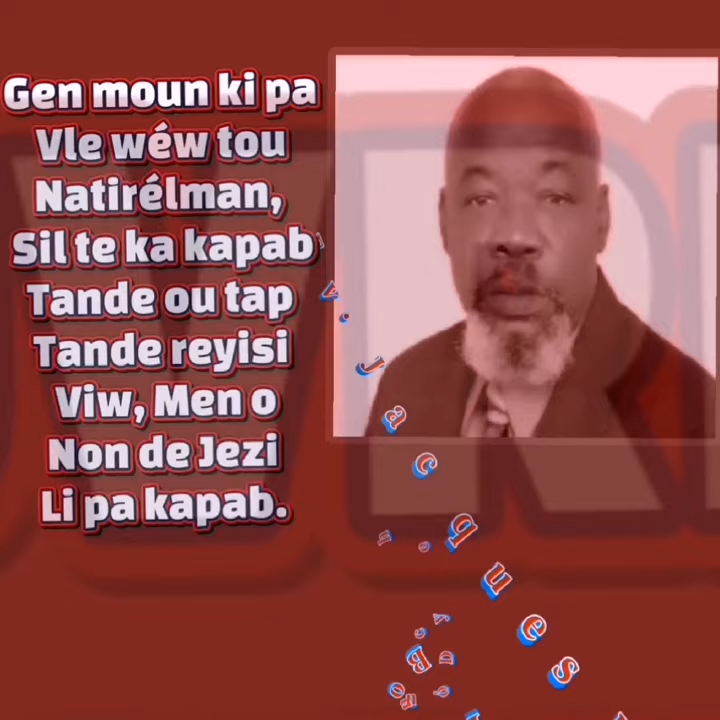 Gen moun ki pa
Vle wéw tou
Natirélman,
Sil te ka kapab
Tande ou tap
Tande reyisi
Viw, Men o
Non de Jezi
Li pa kapab.
V. Jacques